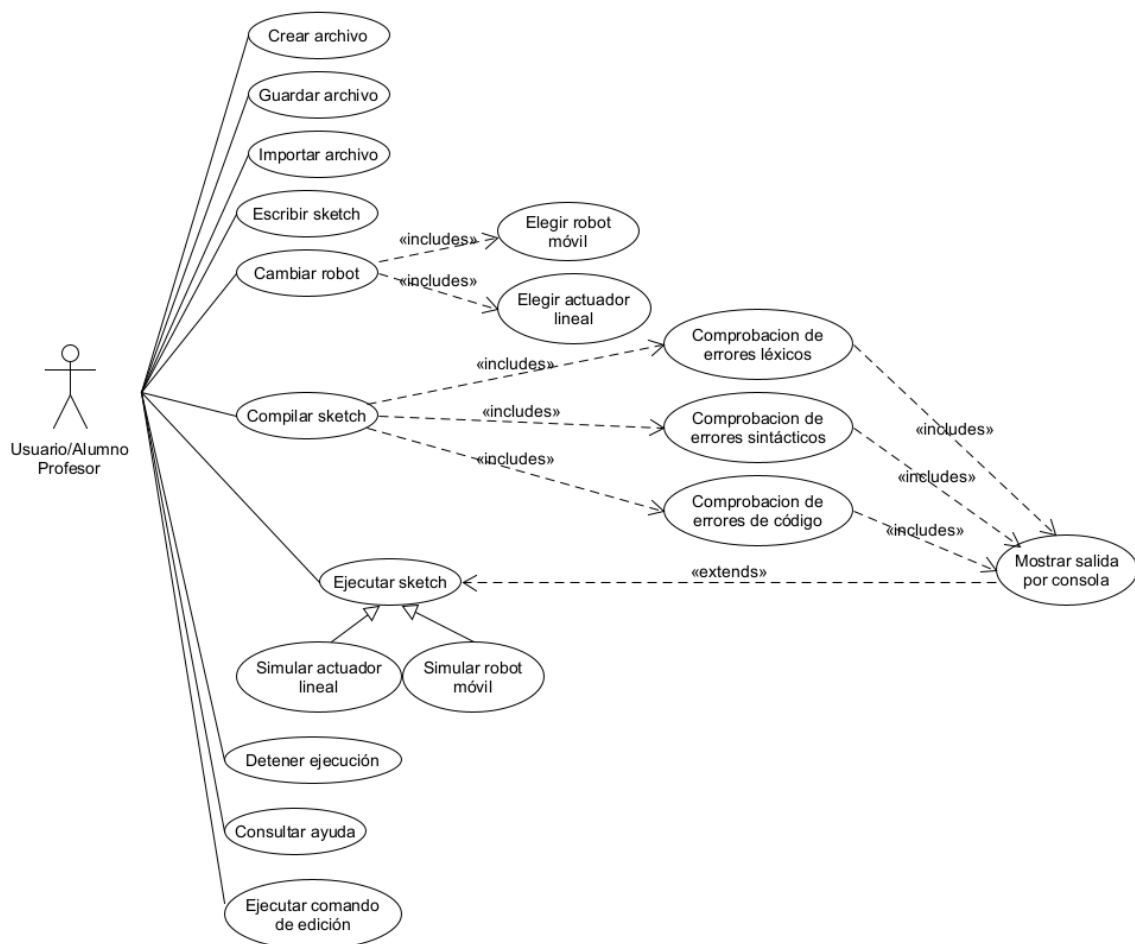 Crear archivo
Guardar archivo
Importar archivo
Escribir sketch
Cambiar robot
«includes»
Elegir robot
móvil
«includes»
Elegir actuador
lineal
Usuario/Alumno
Profesor
Compilar sketch
«includes»
Comprobacion de
errores léxicos
«includes»
Comprobacion de
errores sintácticos
«includes»
Comprobacion de
errores de código
«includes»
«includes»
«includes»
Mostrar salida
por consola
«extends»
Ejecutar sketch
Simular actuador
lineal
Simular robot
móvil
Detener ejecución
Consultar ayuda
Ejecutar comando
de edición